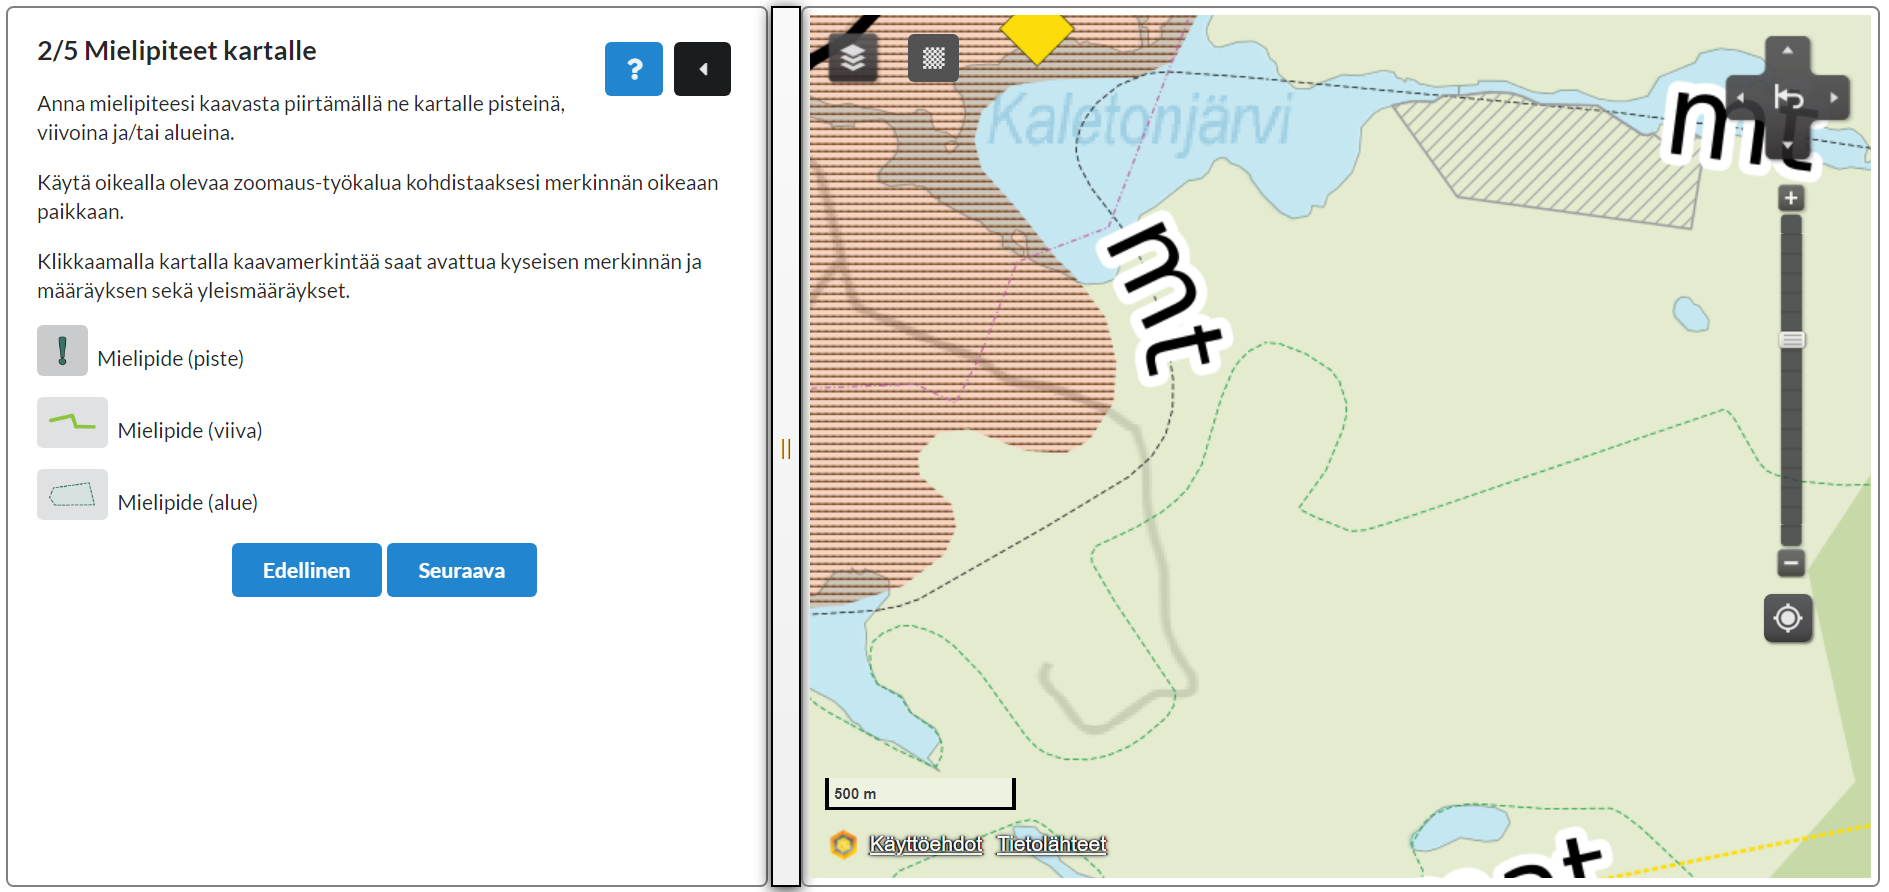 2/5 Mielipiteet kartalle
?
Anna mielipiteesi kaavasta piirtämällä ne kartalle pisteinä,
viivoina ja/tai alueina.
Käytä oikealla olevaa zoomaus-työkalua kohdistaaksesi merkinnän oikeaan
paikkaan.
Klikkaamalla kartalla kaavamerkintää saat avattua kyseisen merkinnän ja
määräyksen sekä yleismääräykset.
Mielipide (piste)
Mielipide (viiva)
Mielipide (alue)
Edellinen
Seuraava
Kaletonjärvi
mt
mt
500 m
Käyttöehdot
Tietolähteet